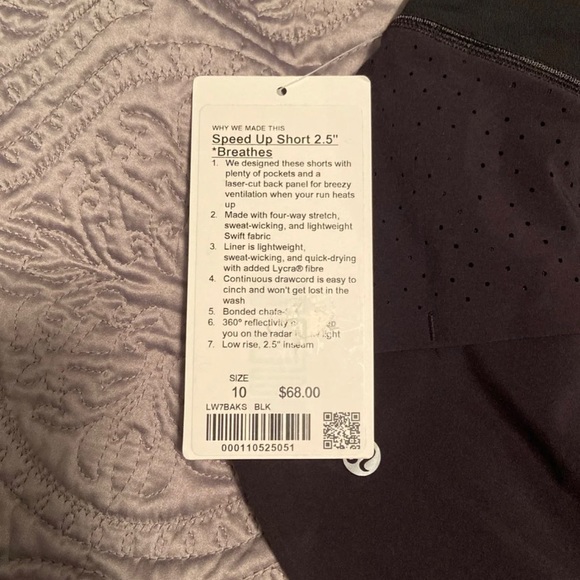 WHY WE MADE THIS
Speed Up Short 2.5"
*Breathes
1. We designed these shorts with
plenty of pockets and a
laser-cut back panel for breezy
ventilation when your run heats
up
2. Made with four-way stretch,
sweat-wicking, and lightweight
Swift fabric
3. Liner is lightweight,
sweat-wicking, and quick-drying
with added Lycra® fibre
4. Continuous drawcord is easy to
cinch and won't get lost in the
wash
5. Bonded
6. 360° reflectivity
you on the radar
7. Low rise, 2.5" inseam
SIZE
10 $68.00
LW7BAKS BLK
000110525051